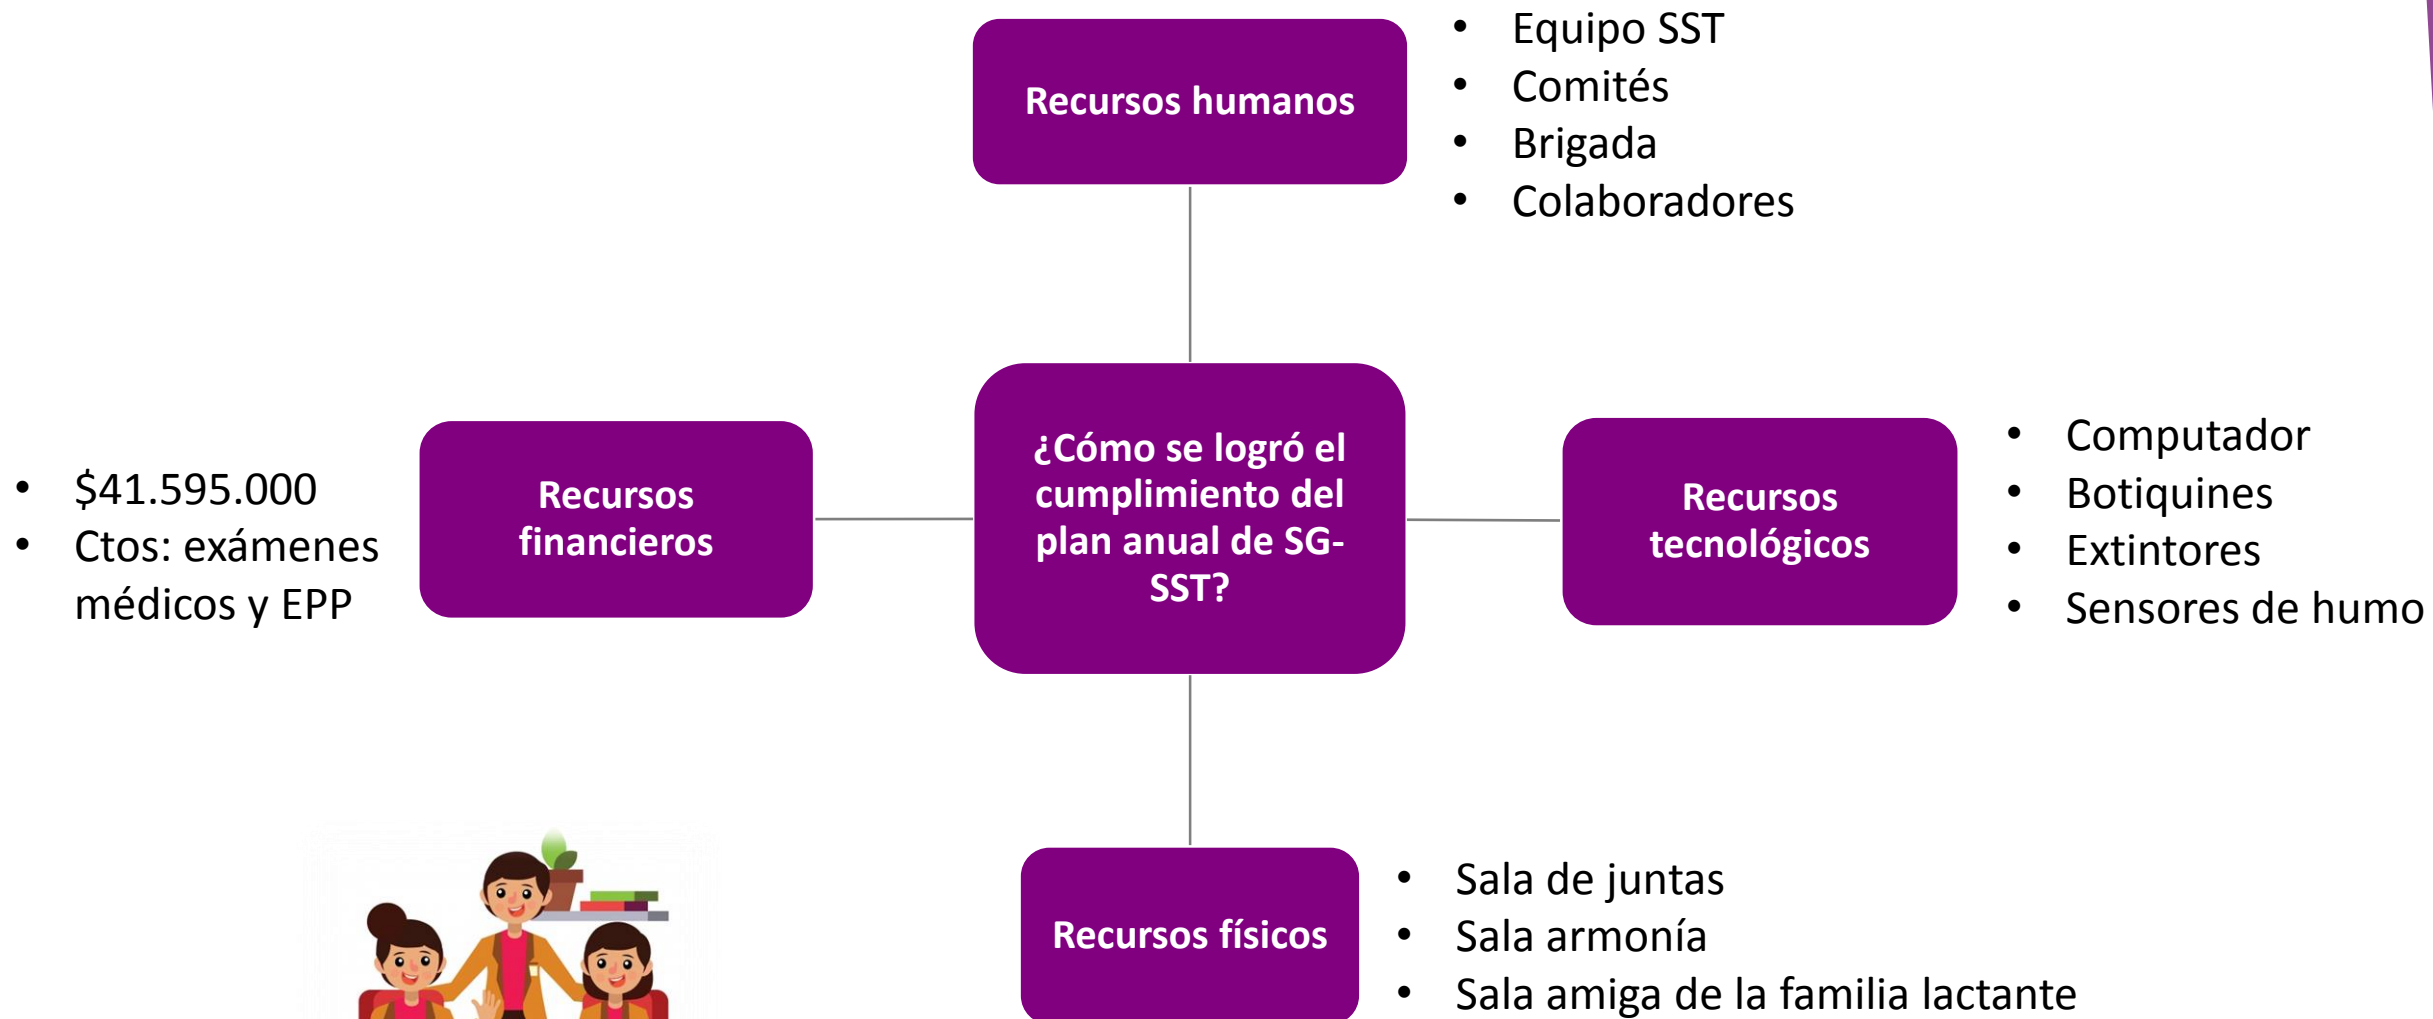 Recursos humanos
• Equipo SST
• Comités
• Brigada
• Colaboradores
• $41.595.000
• Ctos: exámenes
médicos y EPP
Recursos
financieros
¿Cómo se logró el
cumplimiento del
plan anual de SG-
SST?
Recursos
tecnológicos
• Computador
• Botiquines
• Extintores
• Sensores de humo
Recursos físicos
• Sala de juntas
• Sala armonía
• Sala amiga de la familia lactante